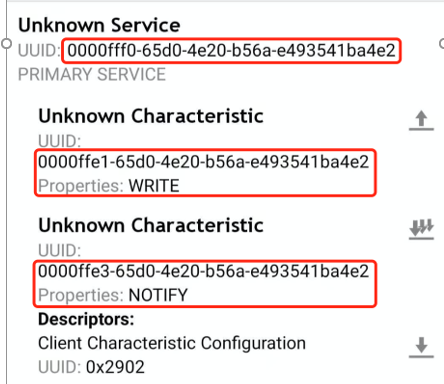 Unknown Service
UUID: 0000fff0-65d0-4e20-b56a-e493541ba4e2
PRIMARY SERVICE
Unknown Characteristic
UUID:
0000ffe1-65d0-4e20-b56a-e493541ba4e2
Properties: WRITE
Unknown Characteristic
UUID:
0000ffe3-65d0-4e20-b56a-e493541ba4e2
Properties: NOTIFY
Descriptors:
Client Characteristic Configuration
UUID: 0x2902